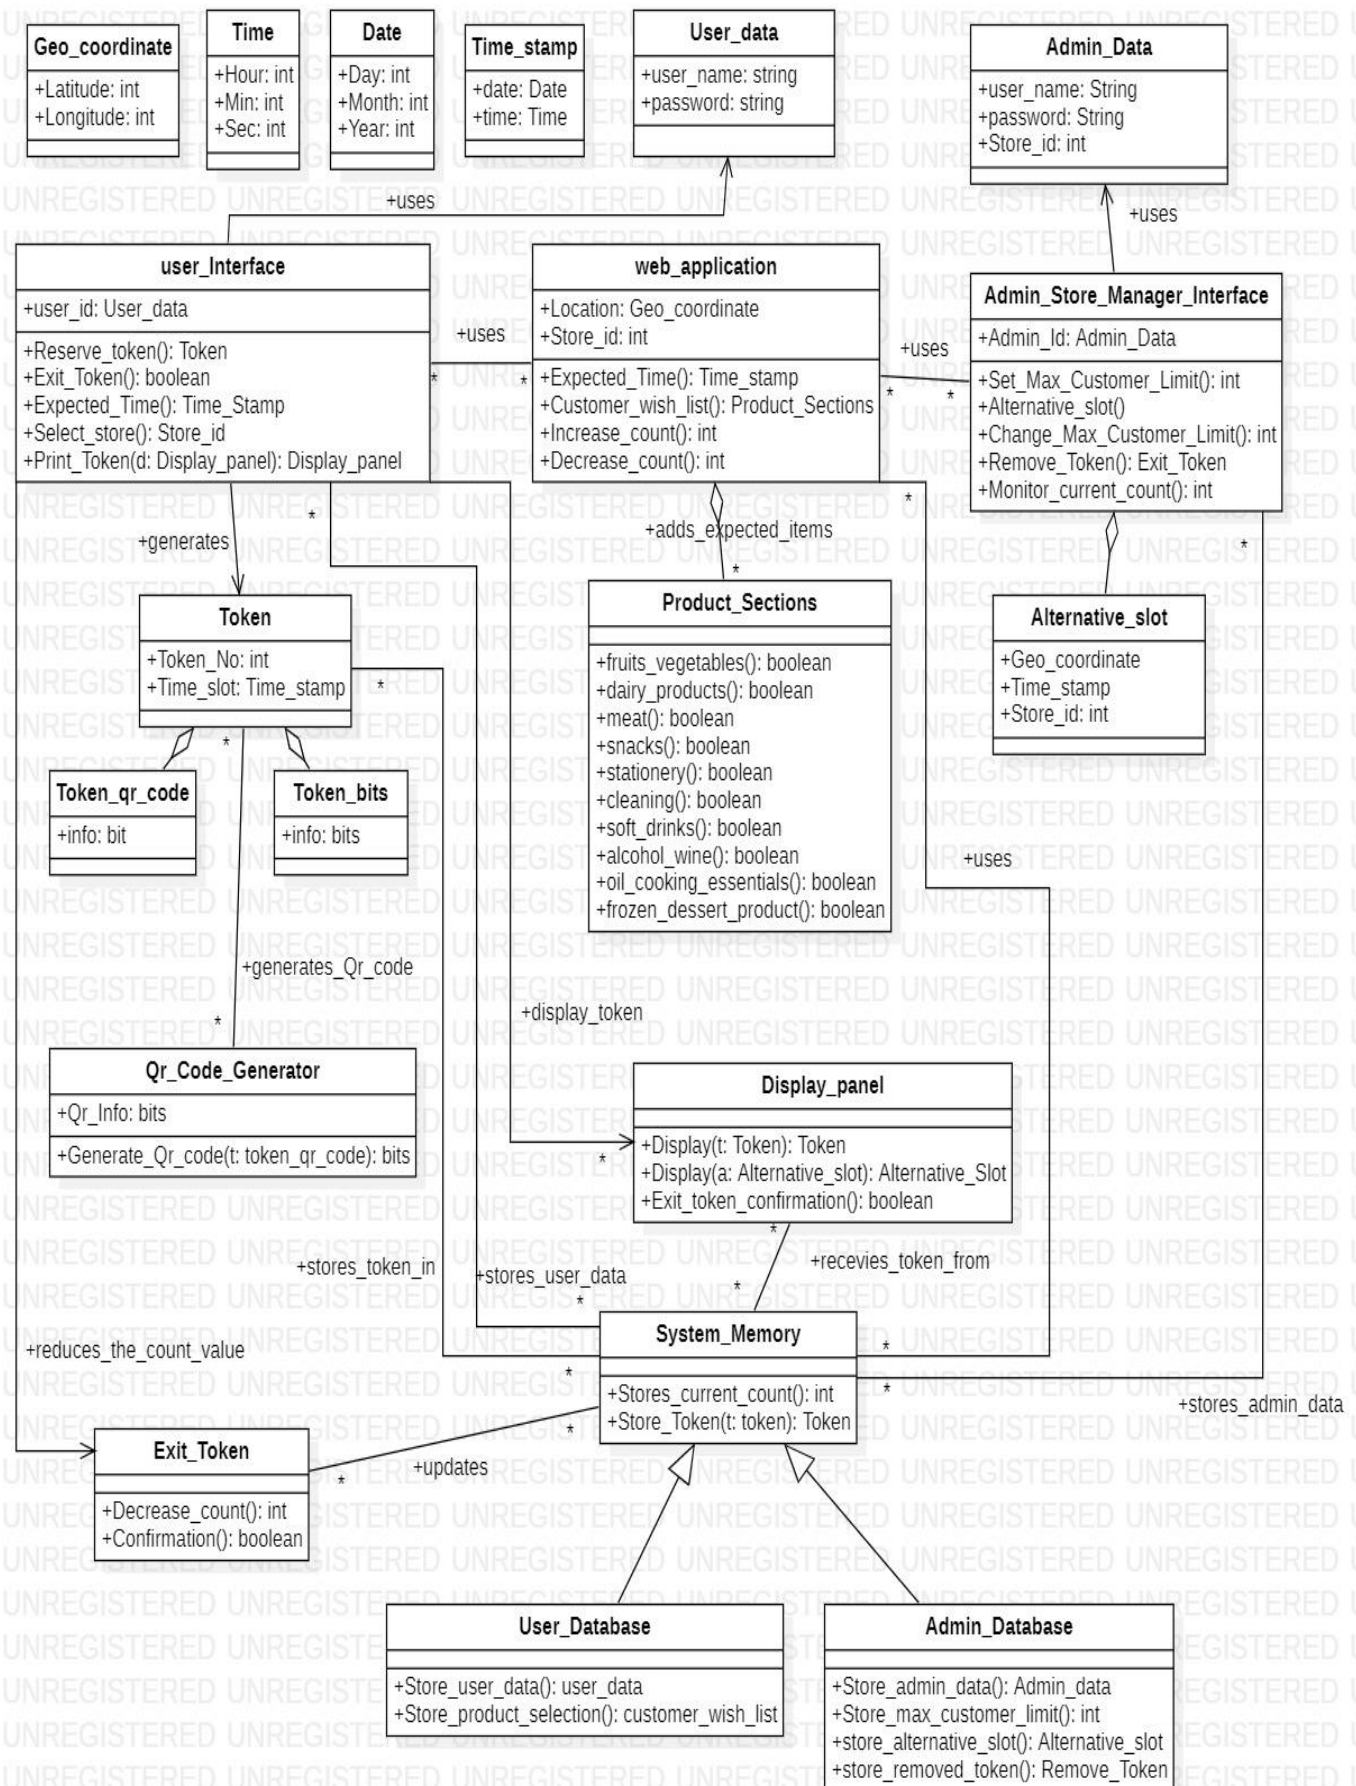 Geo_coordinate
+Latitude: int
+Longitude: int
Time
+Hour: int
+Min: int
+Sec: int
Date
+Day: int
+Month: int
+Year: int
Time_stamp
+date: Date
+time: Time
User_data
+user_name: string
+password: string
Admin_Data
+user_name: String
+password: String
+Store_id: int
+uses
+uses
user_Interface
+user_id: User_data
+Reserve_token(): Token
+Exit_Token(): boolean
+Expected_Time(): Time_Stamp
+Select_store(): Store_id
+Print_Token(d: Display_panel): Display_panel
+uses
*
*
web_application
+Location: Geo_coordinate
+Store_id: int
+Expected_Time(): Time_stamp
+Customer_wish_list(): Product_Sections
+Increase_count(): int
+Decrease_count(): int
+uses
*
*
Admin_Store_Manager_Interface
+Admin_Id: Admin_Data
+Set_Max_Customer_Limit(): int
+Alternative_slot()
+Change_Max_Customer_Limit(): int
+Remove_Token(): Exit_Token
+Monitor_current_count(): int
*
*
*
+generates
+adds_expected_items
*
Token
+Token_No: int
+Time_slot: Time_stamp
*
*
Product_Sections
+fruits_vegetables(): boolean
+dairy_products(): boolean
+meat(): boolean
+snacks(): boolean
+stationery(): boolean
+cleaning(): boolean
+soft_drinks(): boolean
+alcohol_wine(): boolean
+oil_cooking_essentials(): boolean
+frozen_dessert_product(): boolean
Alternative_slot
+Geo_coordinate
+Time_stamp
+Store_id: int
Token_qr_code
+info: bit
Token_bits
+info: bits
+uses
+generates_Qr_code
*
+display_token
Qr_Code_Generator
+Qr_Info: bits
+Generate_Qr_code(t: token_qr_code): bits
Display_panel
+Display(t: Token): Token
+Display(a: Alternative_slot): Alternative_Slot
+Exit_token_confirmation(): boolean
*
*
+recevies_token_from
*
+stores_token_in
+stores_user_data
*
System_Memory
+Stores_current_count(): int
+Store_Token(t: token): Token
*
*
*
*
+reduces_the_count_value
+stores_admin_data
Exit_Token
+Decrease_count(): int
+Confirmation(): boolean
+updates
*
User_Database
+Store_user_data(): user_data
+Store_product_selection(): customer_wish_list
Admin_Database
+Store_admin_data(): Admin_data
+Store_max_customer_limit(): int
+store_alternative_slot(): Alternative_slot
+store_removed_token(): Remove_Token